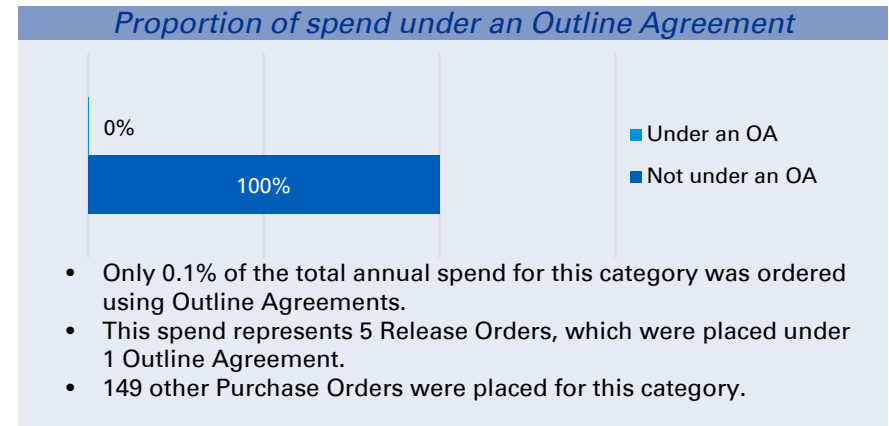 Proportion of spend under an Outline Agreement
0%
Under an OA
100%
Not under an OA
• Only 0.1% of the total annual spend for this category was ordered
using Outline Agreements.
• This spend represents 5 Release Orders, which were placed under
1 Outline Agreement.
• 149 other Purchase Orders were placed for this category.